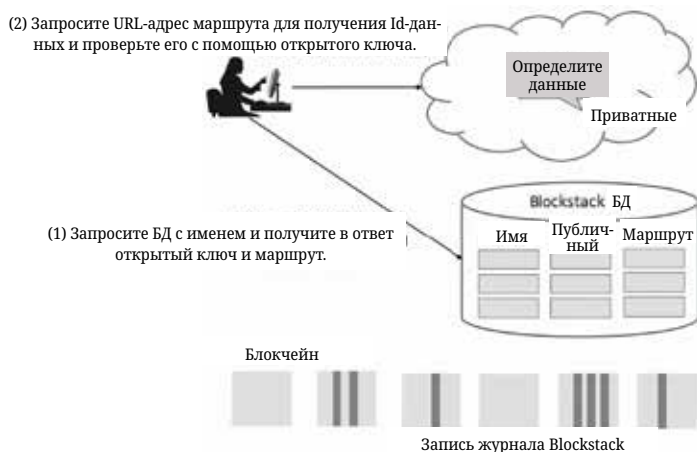 (2) Запросите URL-адрес маршрута для получения Id-дан-
ных и проверьте его с помощью открытого ключа.
Определите
данные
Приватные
Blockstack БД
(1) Запросите БД с именем и получите в ответ
открытый ключ и маршрут.
Имя
Публич-
ный
Маршрут
Блокчейн
Запись журнала Blockstack